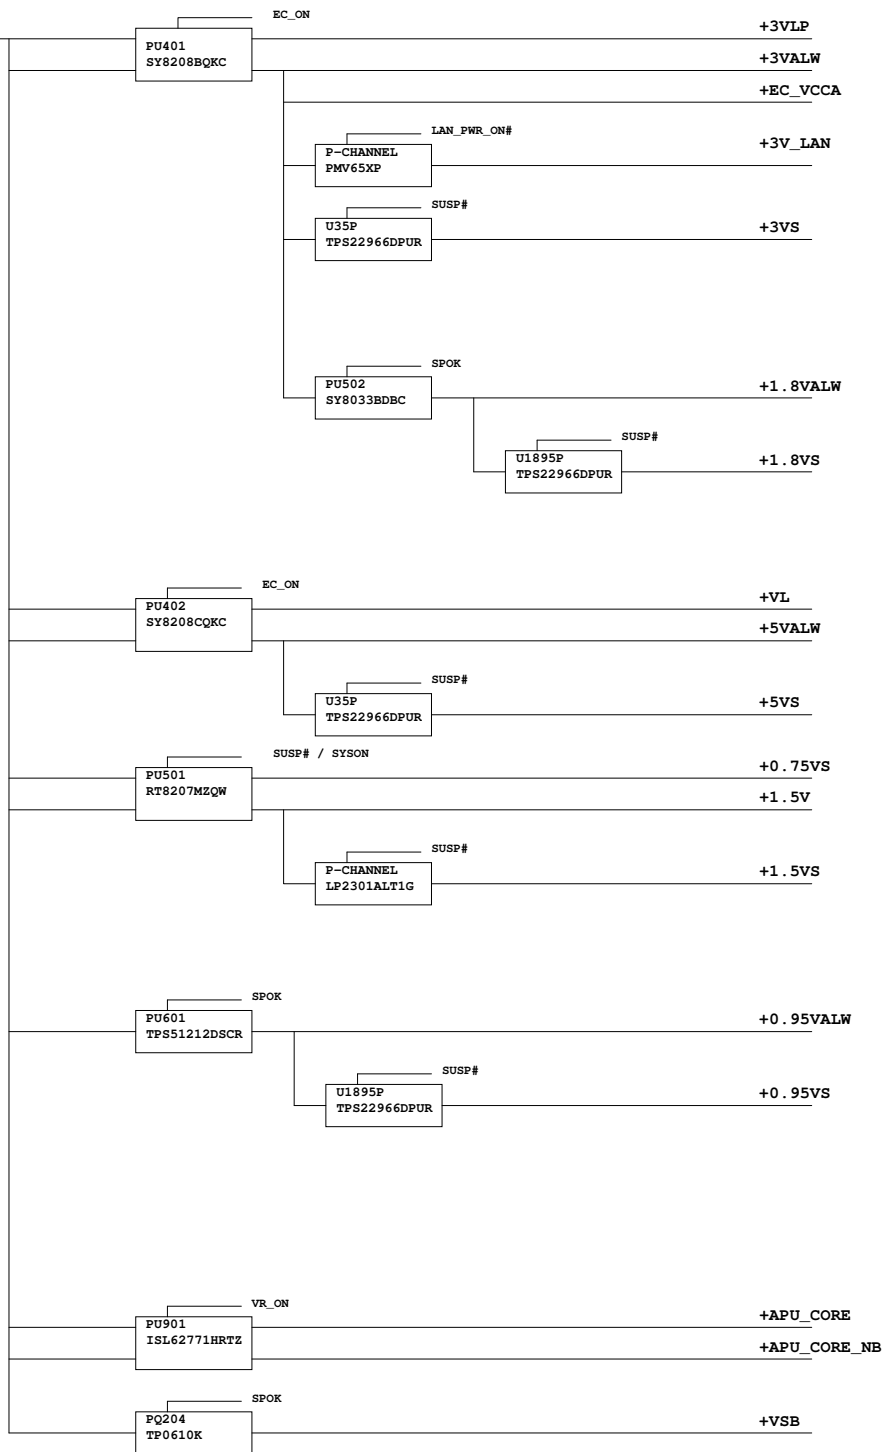 EC_ON
+3VLP
PU401
SY8208BQKC
+3VALW
+EC_VCCA
LAN_PWR_ON#
+3V_LAN
P-CHANNEL
PMV65XP
SUSP#
U35P
+3VS
TPS22966DPUR
SPOK
PU502
+1.8VALW
SY8033BDBC
SUSP#
U1895P
+1.8VS
TPS22966DPUR
EC_ON
+VL
PU402
SY8208CQKC
+5VALW
SUSP#
U35P
+5VS
TPS22966DPUR
SUSP# / SYSON
+0.75VS
PU501
RT8207MZQW
+1.5V
SUSP#
P-CHANNEL
+1.5VS
LP2301ALT1G
SPOK
PU601
+0.95VALW
TPS51212DSCR
SUSP#
U1895P
+0.95VS
TPS22966DPUR
VR_ON
+APU_CORE
PU901
ISL62771HRTZ
+APU_CORE_NB
SPOK
PQ204
+VSB
TP0610K